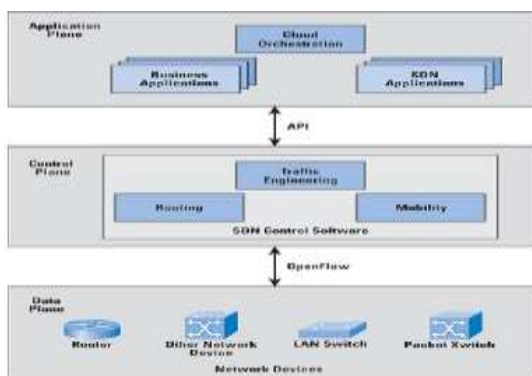 Application
Plane
Cloud
Orchestration
Business
Applications
SDN
Applications
API
Control
Plane
Traffic
Engineering
Routing
Mobility
SDN Control Software
OpenFlow
Data
Plane
Router
Other Network
Device
LAN Switch
Packet Switch
Network Devices